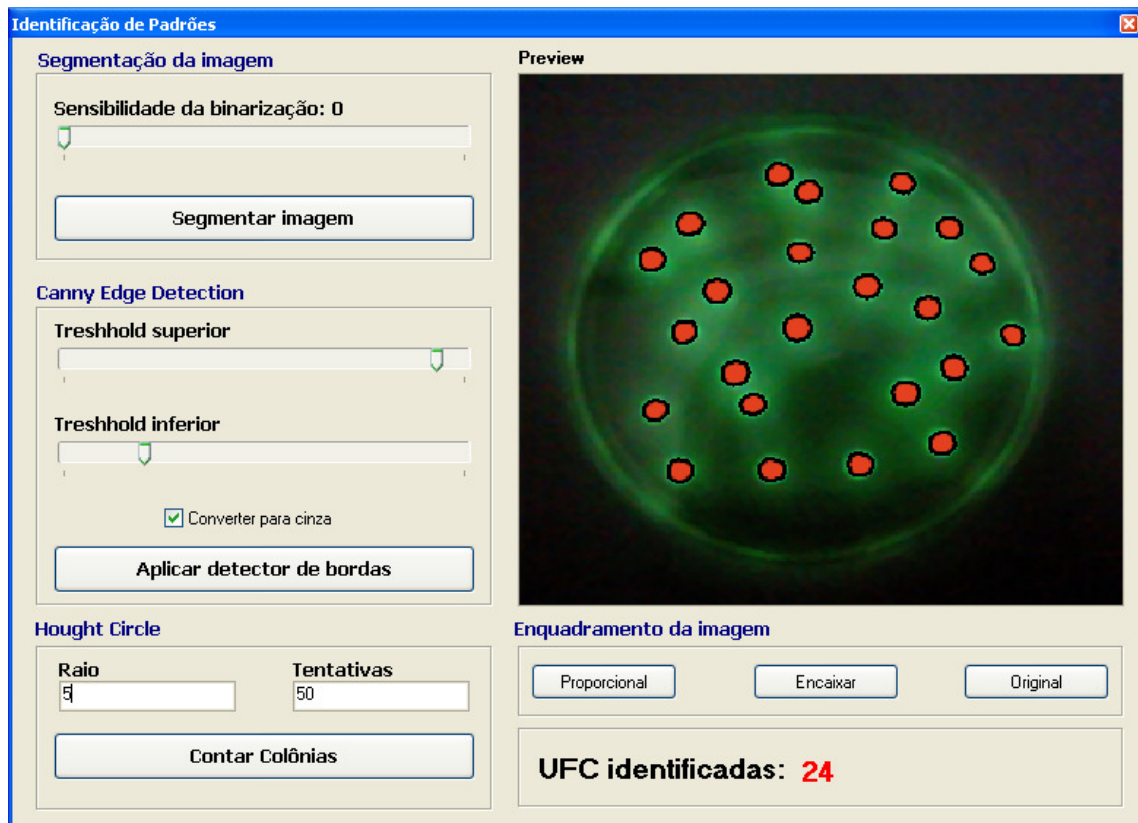 Identificação de Padrões
Segmentação da imagem
Sensibilidade da binarização: 0
Segmentar imagem
Canny Edge Detection
Treshhold superior
Treshhold inferior
Converter para cinza
Aplicar detector de bordas
Hought Circle
Raio
Tentativas
5
50
Contar Colônias
Preview
Enquadramento da imagem
Proporcional
Encaixar
Original
UFC identificadas: 24